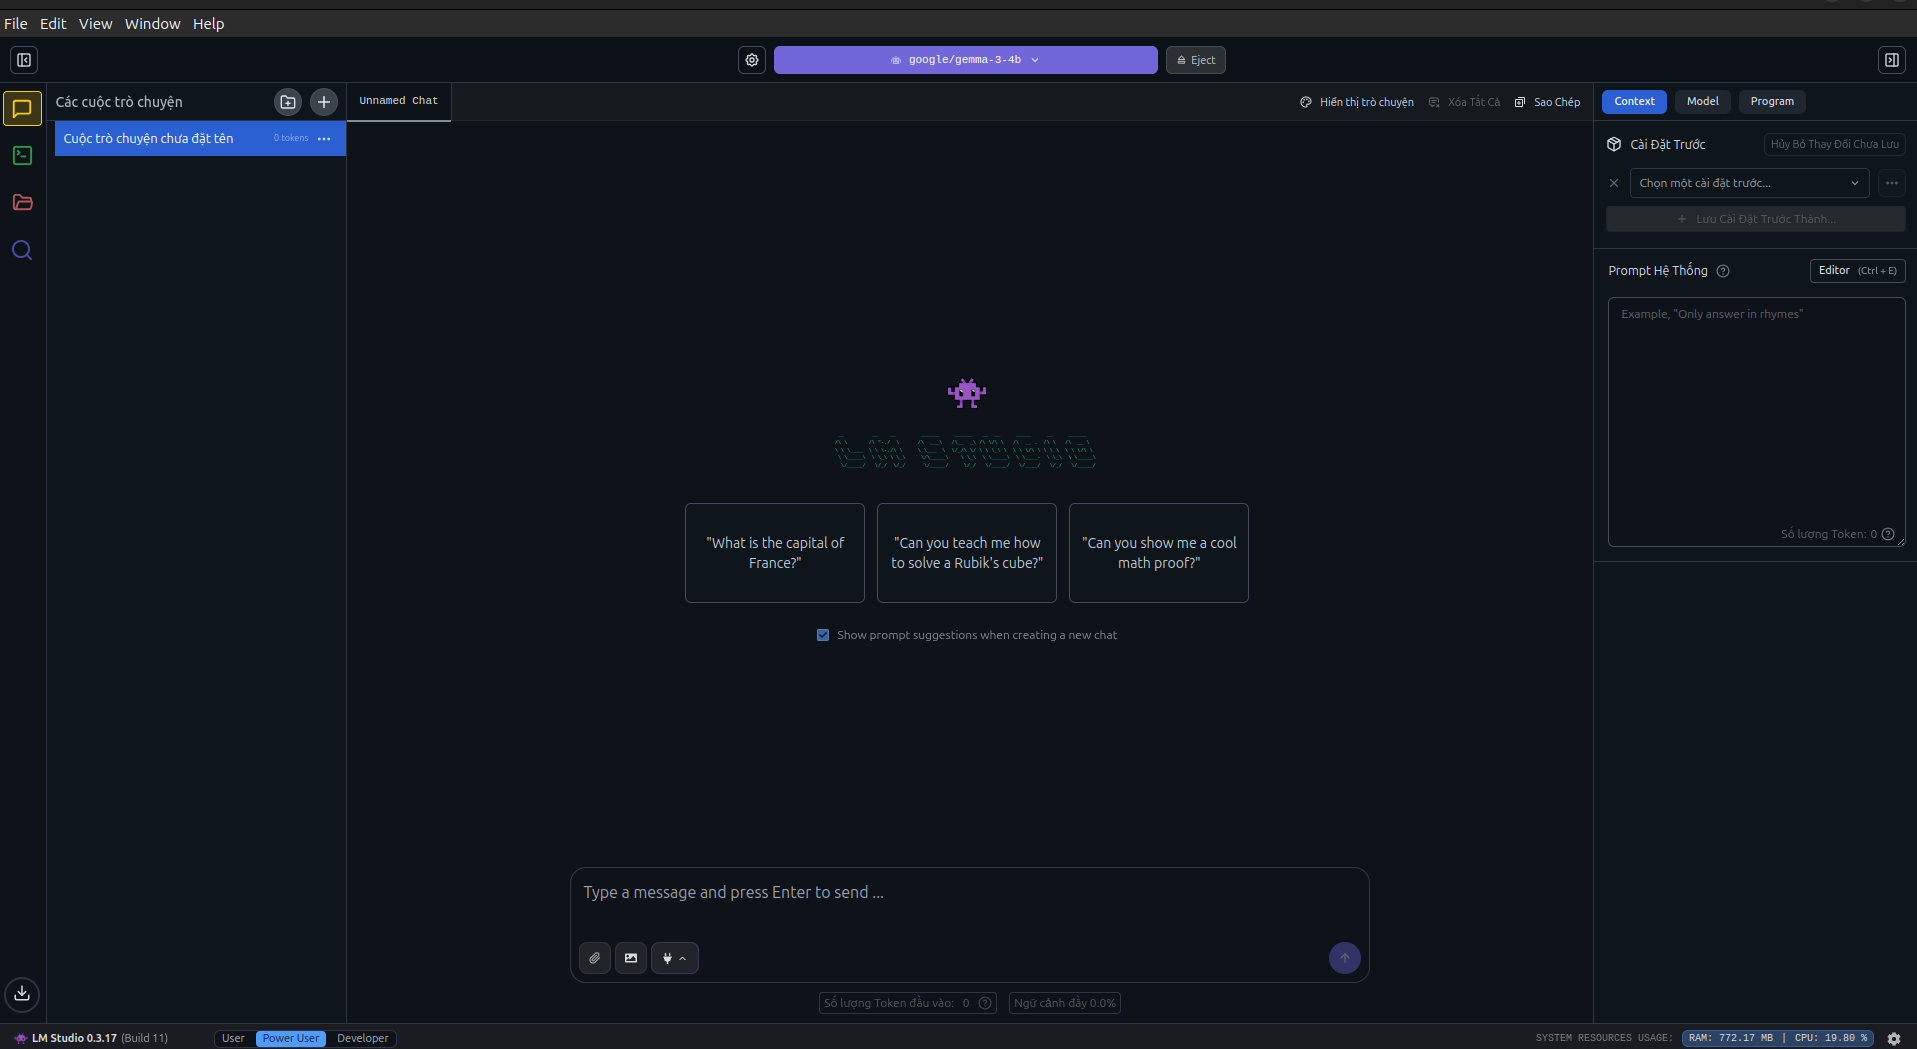 File Edit View Window Help
google/gemma-3-4b
Eject
Các cuộc trò chuyện
Unnamed Chat
Hiển thị trò chuyện
Xóa Tất Cả
Sao Chép
Context
Model
Program
Cuộc trò chuyện chưa đặt tên
0 tokens
Cài Đặt Trước
Hủy Bỏ Thay Đổi Chưa Lưu
Chọn một cài đặt trước...
Lưu Cài Đặt Trước Thành...
Prompt Hệ Thống
Editor (Ctrl + E)
Example, "Only answer in rhymes"
Số lượng Token: 0
LM STUDIO
"What is the capital of
France?"
"Can you teach me how
to solve a Rubik's cube?"
"Can you show me a cool
math proof?"
Show prompt suggestions when creating a new chat
Type a message and press Enter to send ...
Số lượng Token đầu vào: 0
Ngữ cảnh đầy 0.0%
LM Studio 0.3.17 (Build 11)
User
Power User
Developer
SYSTEM RESOURCES USAGE:
RAM: 772.17 MB | CPU: 19.80 %